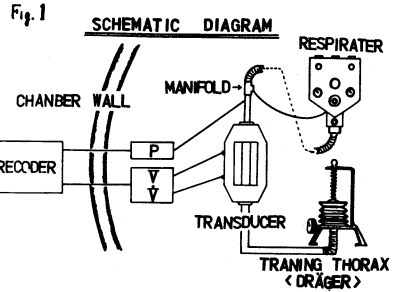 Fig. 1
SCHEMATIC DIAGRAM
RESPIRATER
MANIFOLD
CHANBER WALL
P
RECODER
V
V
TRANSDUCER
TRANING THORAX
<DRÄGER>